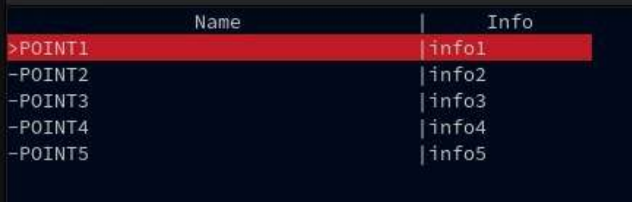 Name | Info
>POINT1 |info1
-POINT2 |info2
-POINT3 |info3
-POINT4 |info4
-POINT5 |info5